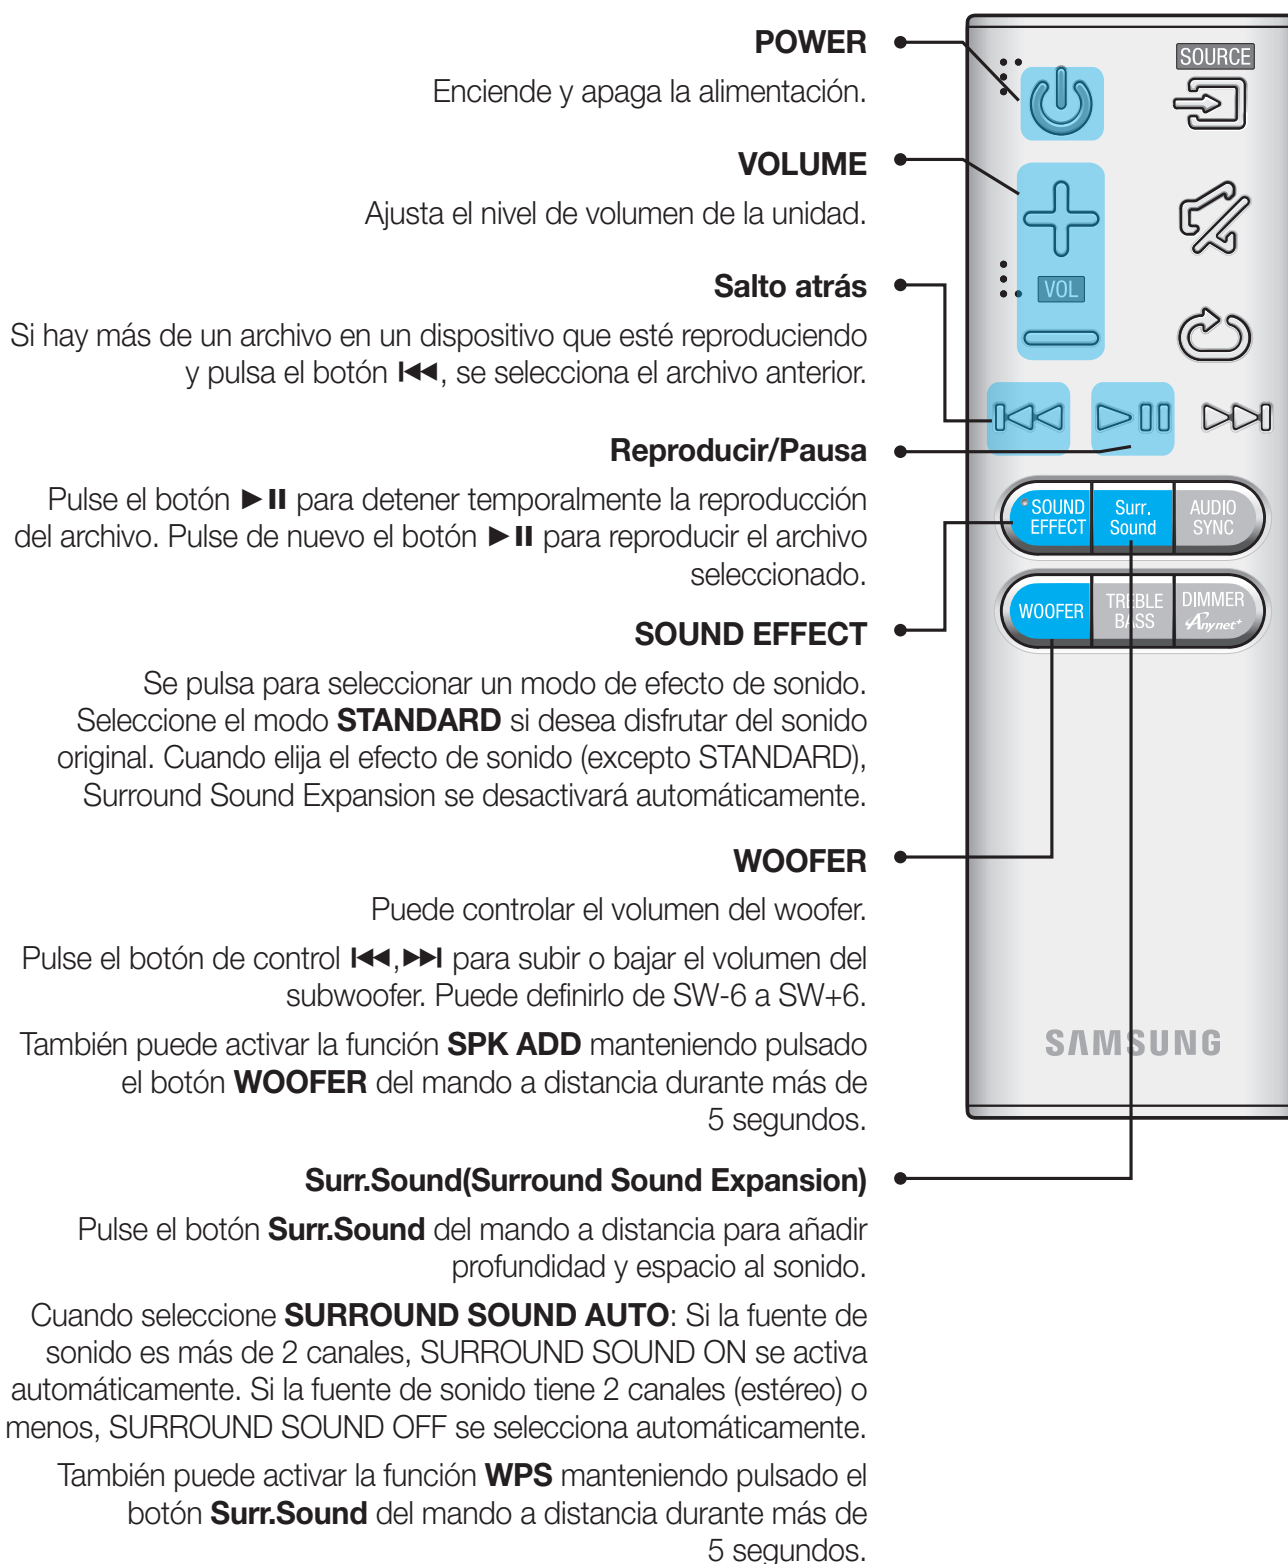 POWER
Enciende y apaga la alimentación.
VOLUME
Ajusta el nivel de volumen de la unidad.
Salto atrás
Si hay más de un archivo en un dispositivo que esté reproduciendo
y pulsa el botón ⏮, se selecciona el archivo anterior.
Reproducir/Pausa
Pulse el botón ⏯ para detener temporalmente la reproducción
del archivo. Pulse de nuevo el botón ⏯ para reproducir el archivo
seleccionado.
SOUND EFFECT
Se pulsa para seleccionar un modo de efecto de sonido.
Seleccione el modo STANDARD si desea disfrutar del sonido
original. Cuando elija el efecto de sonido (excepto STANDARD),
Surround Sound Expansion se desactivará automáticamente.
WOOFER
Puede controlar el volumen del woofer.
Pulse el botón de control ⏮,⏭ para subir o bajar el volumen del
subwoofer. Puede definirlo de SW-6 a SW+6.
También puede activar la función SPK ADD manteniendo pulsado
el botón WOOFER del mando a distancia durante más de
5 segundos.
Surr.Sound(Surround Sound Expansion)
Pulse el botón Surr.Sound del mando a distancia para añadir
profundidad y espacio al sonido.
Cuando seleccione SURROUND SOUND AUTO: Si la fuente de
sonido es más de 2 canales, SURROUND SOUND ON se activa
automáticamente. Si la fuente de sonido tiene 2 canales (estéreo) o
menos, SURROUND SOUND OFF se selecciona automáticamente.
También puede activar la función WPS manteniendo pulsado el
botón Surr.Sound del mando a distancia durante más de
5 segundos.
SOURCE
VOL
SOUND
EFFECT
Surr.
Sound
AUDIO
SYNC
WOOFER
TREBLE
BASS
DIMMER
Anynet+
SAMSUNG